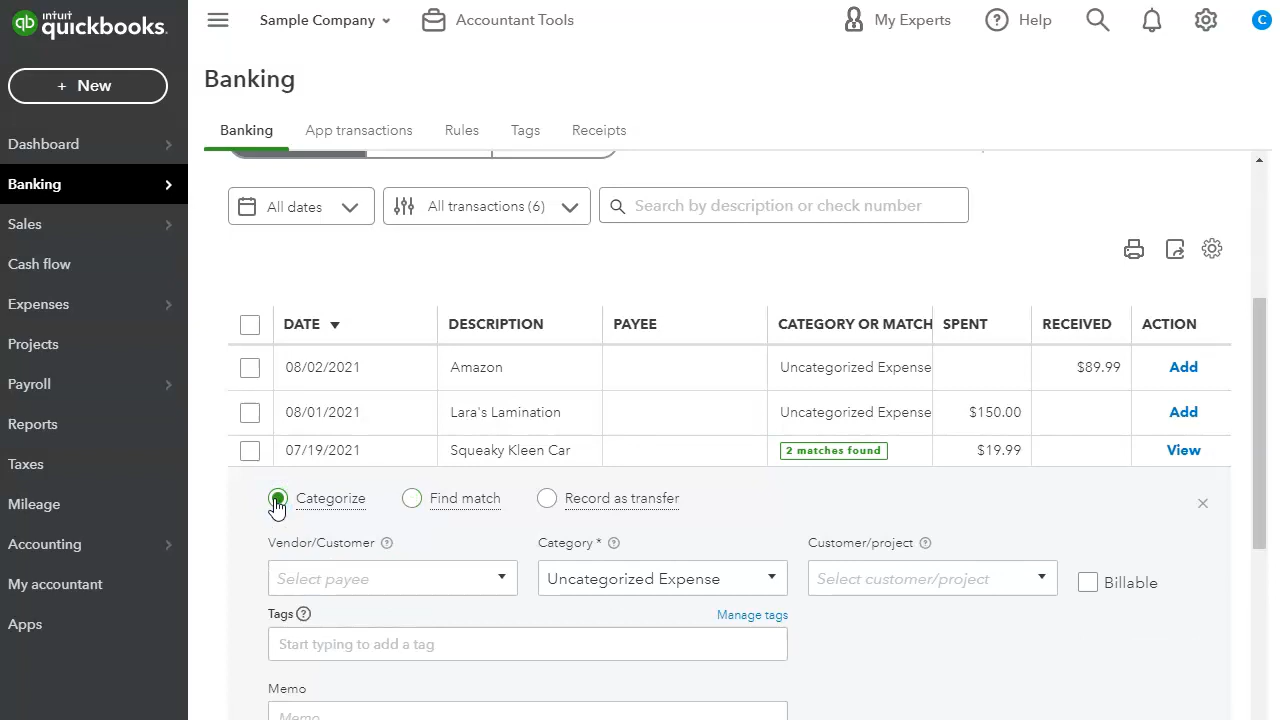 intuit
quickbooks.
+ New
Dashboard
Banking
Sales
Cash flow
Expenses
Projects
Payroll
Reports
Taxes
Mileage
Accounting
My accountant
Apps
Sample Company
Accountant Tools
My Experts
Help
C
Banking
Banking App transactions Rules Tags Receipts
All dates All transactions (6) Search by description or check number
DATE DESCRIPTION PAYEE CATEGORY OR MATCH SPENT RECEIVED ACTION
08/02/2021 Amazon Uncategorized Expense $89.99 Add
08/01/2021 Lara's Lamination Uncategorized Expense $150.00 Add
07/19/2021 Squeaky Kleen Car 2 matches found $19.99 View
Categorize Find match Record as transfer
Vendor/Customer Category * Customer/project
Select payee Uncategorized Expense Select customer/project Billable
Tags Manage tags
Start typing to add a tag
Memo
Memo